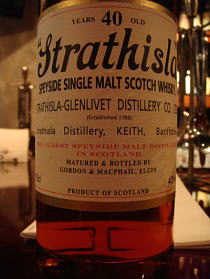 YEARS 40 OLD
Strathisla
SPEYSIDE SINGLE MALT SCOTCH WHISKY
STRATHISLA-GLENLIVET DISTILLERY CO
(Established 1786)
Strathisla Distillery, KEITH, Banffshire
THE OLDEST SPEYSIDE MALT DISTILLERY
IN SCOTLAND
MATURED & BOTTLED BY
GORDON & MACPHAIL, ELGIN
PRODUCT OF SCOTLAND